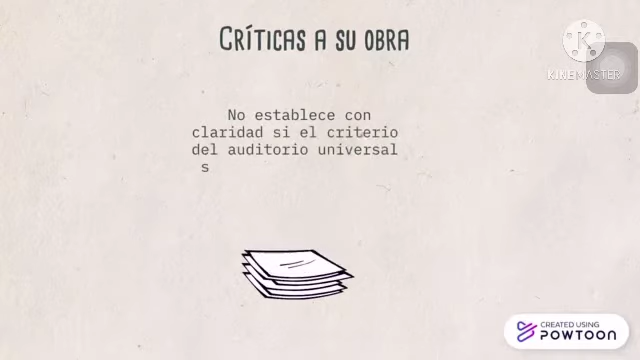 CRÍTICAS A SU OBRA
No establece con
claridad si el criterio
del auditorio universal
s
KINEMASTER
CREATED USING
POWTOON